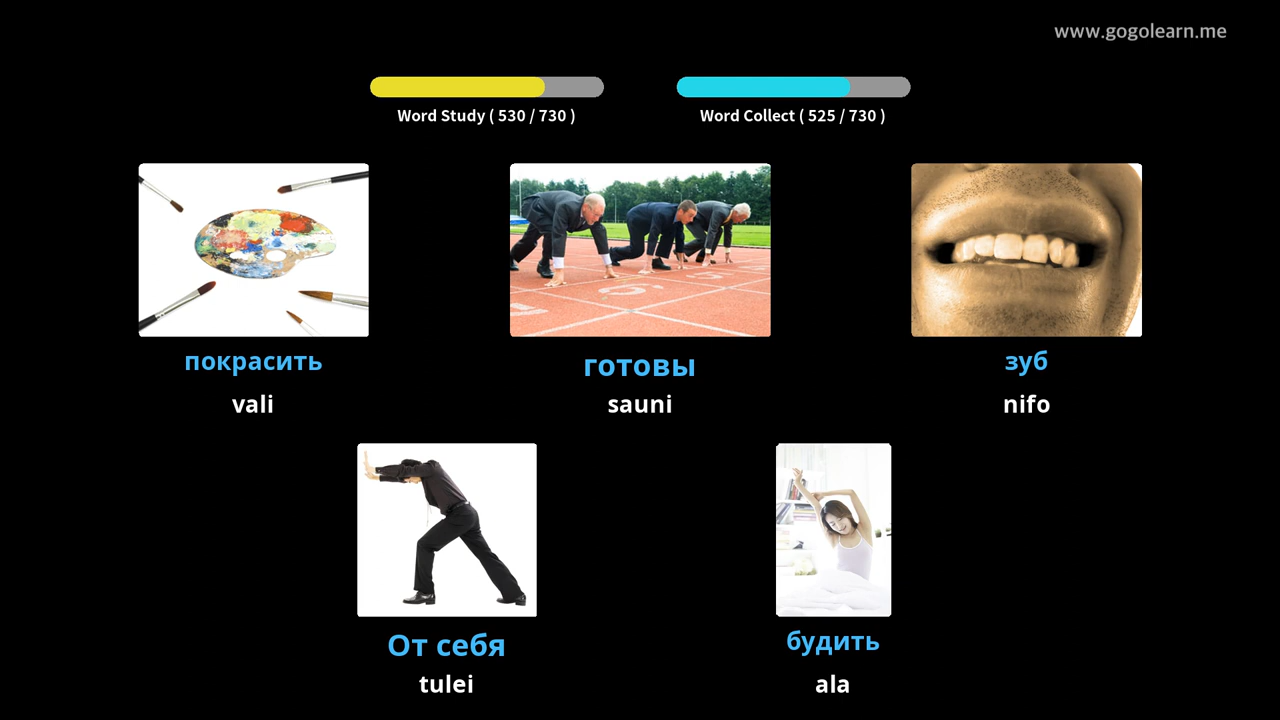 www.gogolearn.me
Word Study ( 530 / 730 )
Word Collect ( 525 / 730 )
покрасить
готовы
зуб
vali
sauni
nifo
От себя
будить
tulei
ala